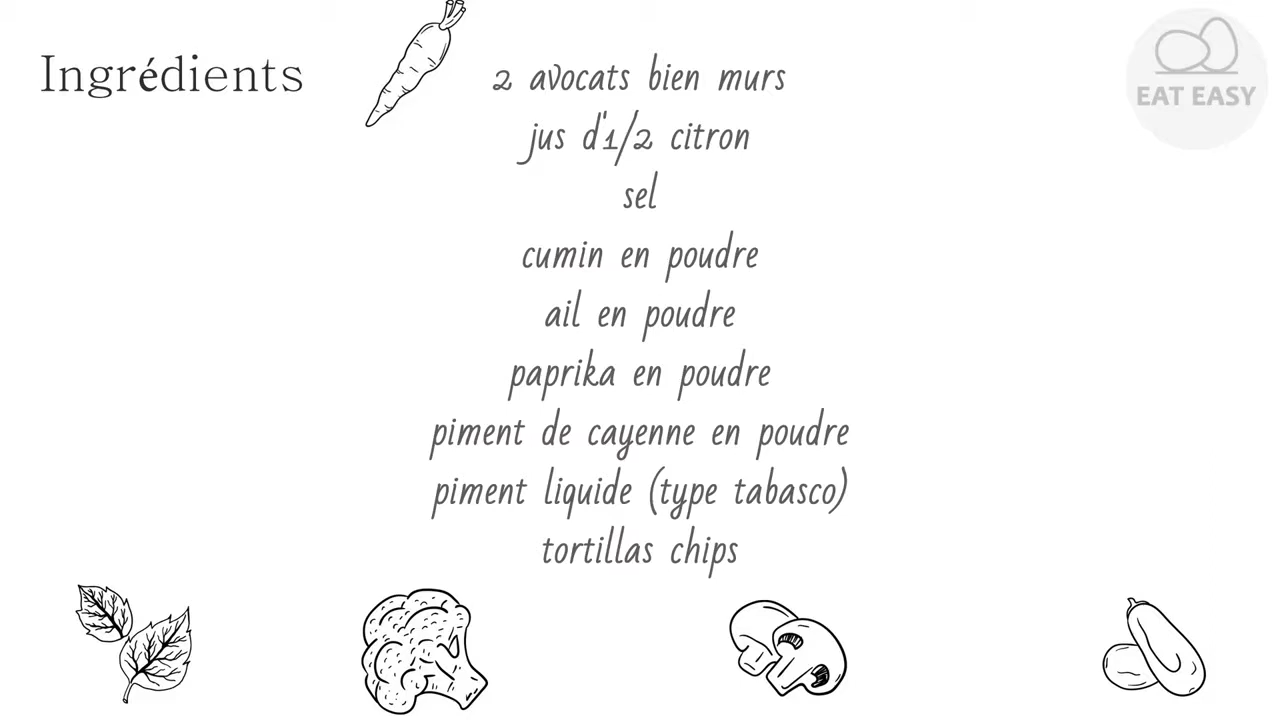 Ingrédients
2 avocats bien murs
jus d'1/2 citron
sel
cumin en poudre
ail en poudre
paprika en poudre
piment de cayenne en poudre
piment liquide (type tabasco)
tortillas chips
EAT EASY